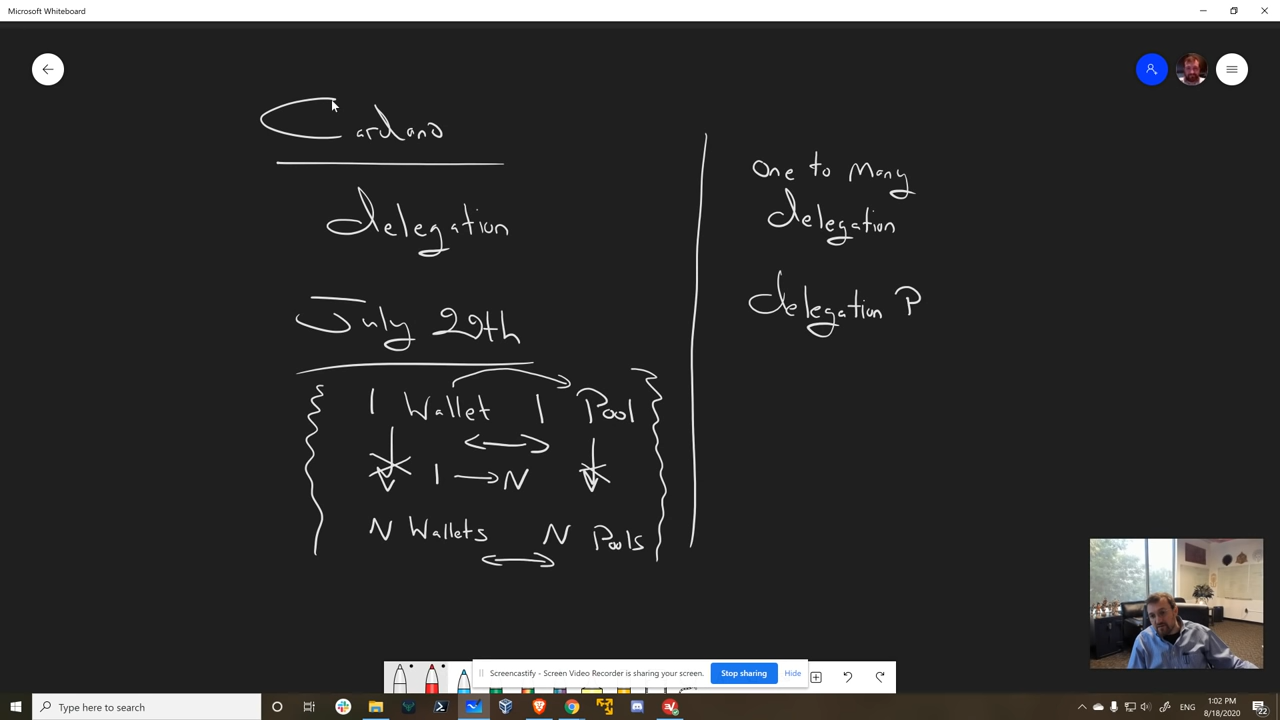 Microsoft Whiteboard
Cardano
delegation
July 29th
1 Wallet 1 Pool
1 → N
N Wallets N Pools
One to Many
delegation
delegation P
Screencastify - Screen Video Recorder is sharing your screen. Stop sharing Hide
Type here to search
ENG
1:02 PM
8/18/2020
22